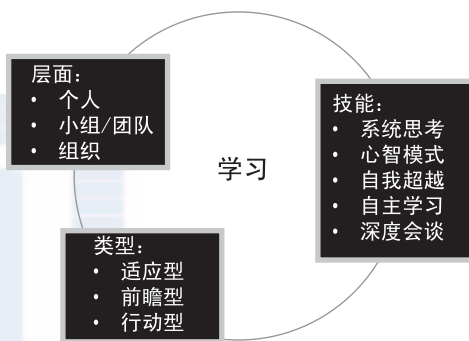 层面：
• 个人
• 小组/团队
• 组织
学习
技能：
• 系统思考
• 心智模式
• 自我超越
• 自主学习
• 深度会谈
类型：
• 适应型
• 前瞻型
• 行动型